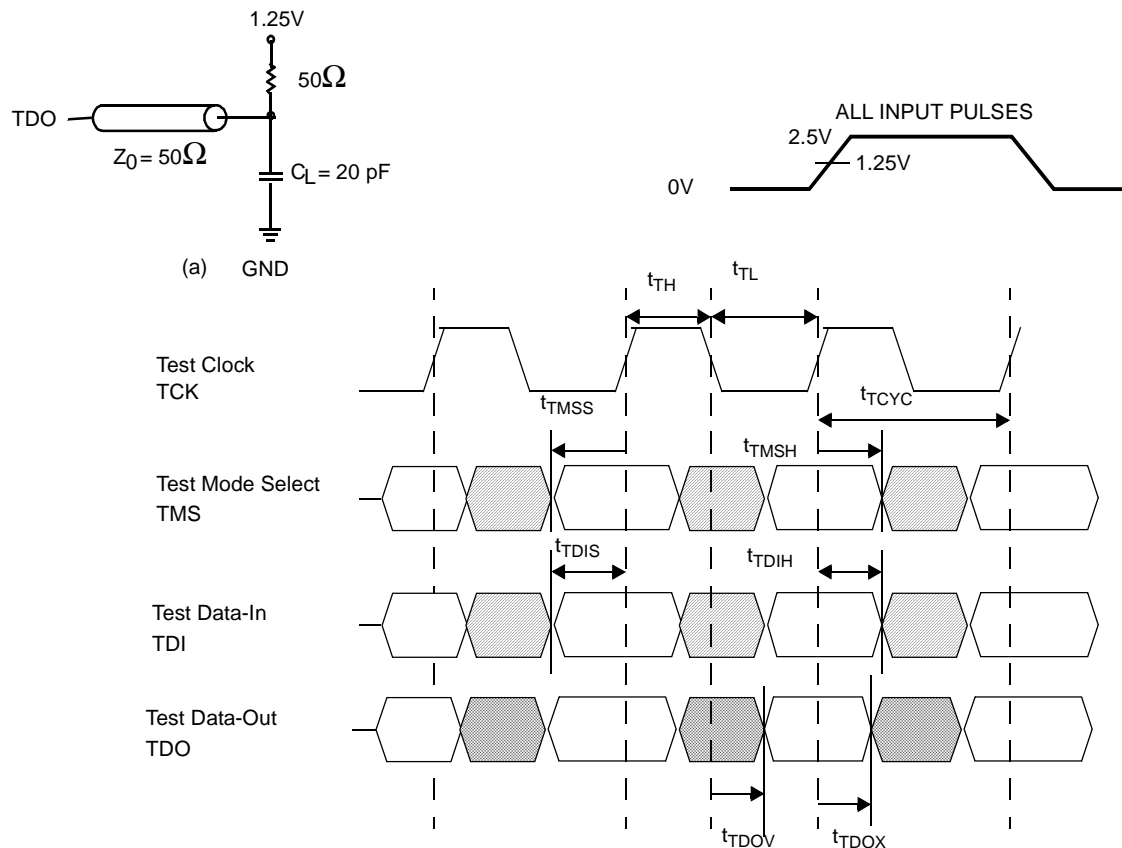 1.25V
50Ω
TDO
Z0 = 50Ω
CL = 20 pF
(a) GND
ALL INPUT PULSES
2.5V
1.25V
0V
tTH
tTL
Test Clock
TCK
tTMSS
tTCYC
tTMSH
Test Mode Select
TMS
tTDIS
tTDIH
Test Data-In
TDI
Test Data-Out
TDO
tTDOV
tTDOX